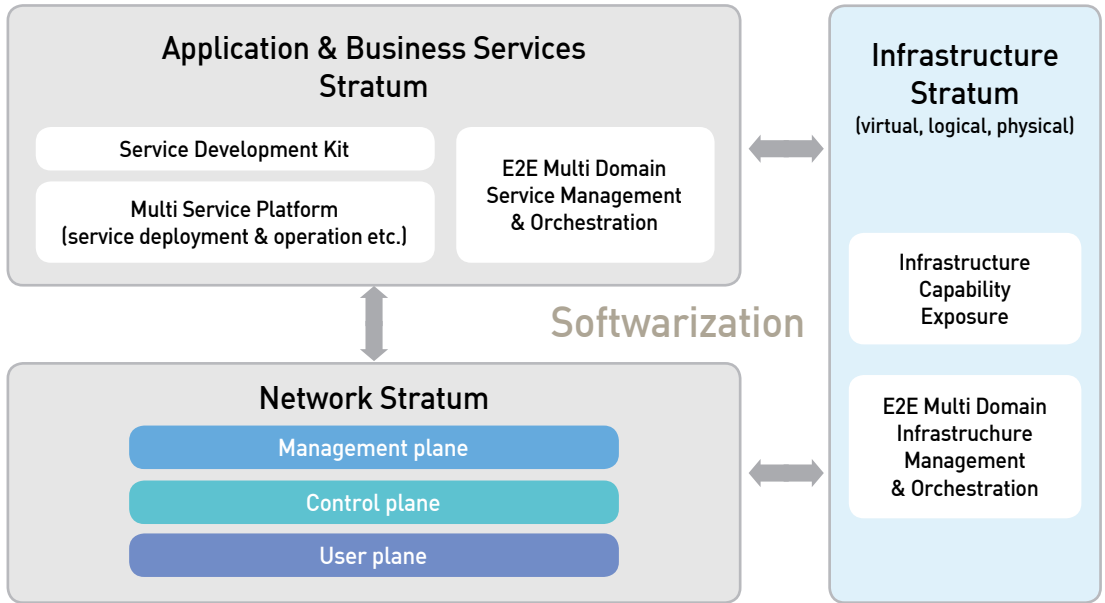 Application & Business Services
Stratum
Service Development Kit
Multi Service Platform
(service deployment & operation etc.)
E2E Multi Domain
Service Management
& Orchestration
Infrastructure
Stratum
(virtual, logical, physical)
Infrastructure
Capability
Exposure
E2E Multi Domain
Infrastruchure
Management
& Orchestration
Softwarization
Network Stratum
Management plane
Control plane
User plane